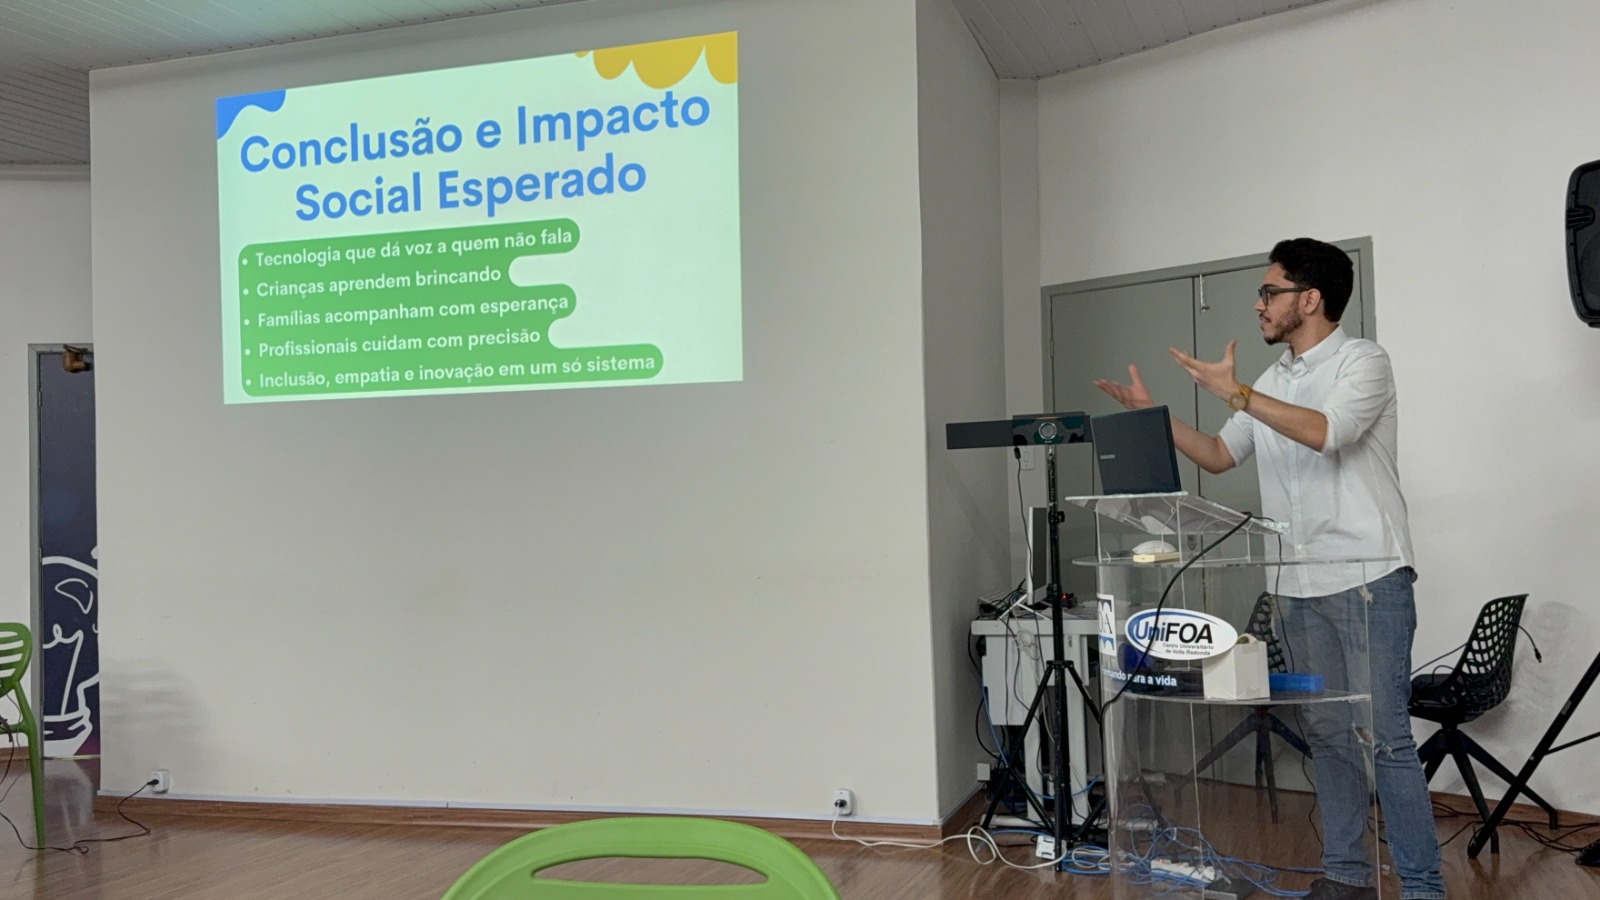 Conclusão e Impacto
Social Esperado
• Tecnologia que dá voz a quem não fala
• Crianças aprendem brincando
• Famílias acompanham com esperança
• Profissionais cuidam com precisão
• Inclusão, empatia e inovação em um só sistema
UniFOA
Centro Universitário
de Volta Redonda
para a vida